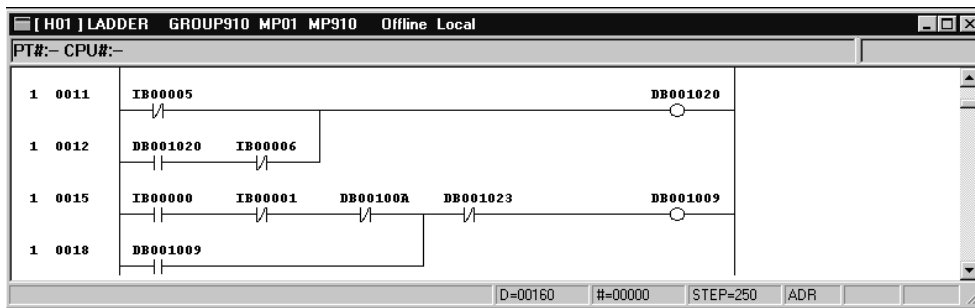 [ H01 ] LADDER GROUP910 MP01 MP910 Offline Local
PT#:– CPU#:–
1 0011 IB00005 DB001020
1 0012 DB001020 IB00006
1 0015 IB00000 IB00001 DB00100A DB001023 DB001009
1 0018 DB001009
D=00160 #=00000 STEP=250 ADR